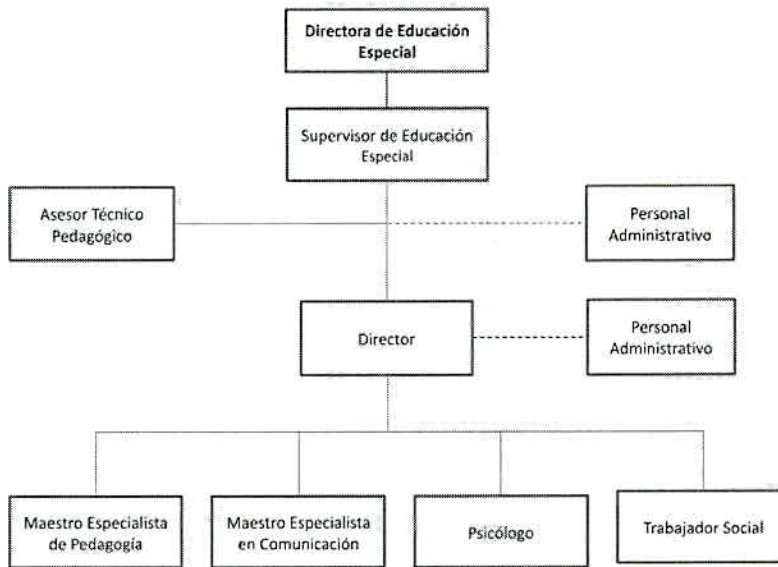 Directora de Educación
Especial
Supervisor de Educación
Especial
Asesor Técnico
Pedagógico
Personal
Administrativo
Director
Personal
Administrativo
Maestro Especialista
de Pedagogía
Maestro Especialista
en Comunicación
Psicólogo
Trabajador Social